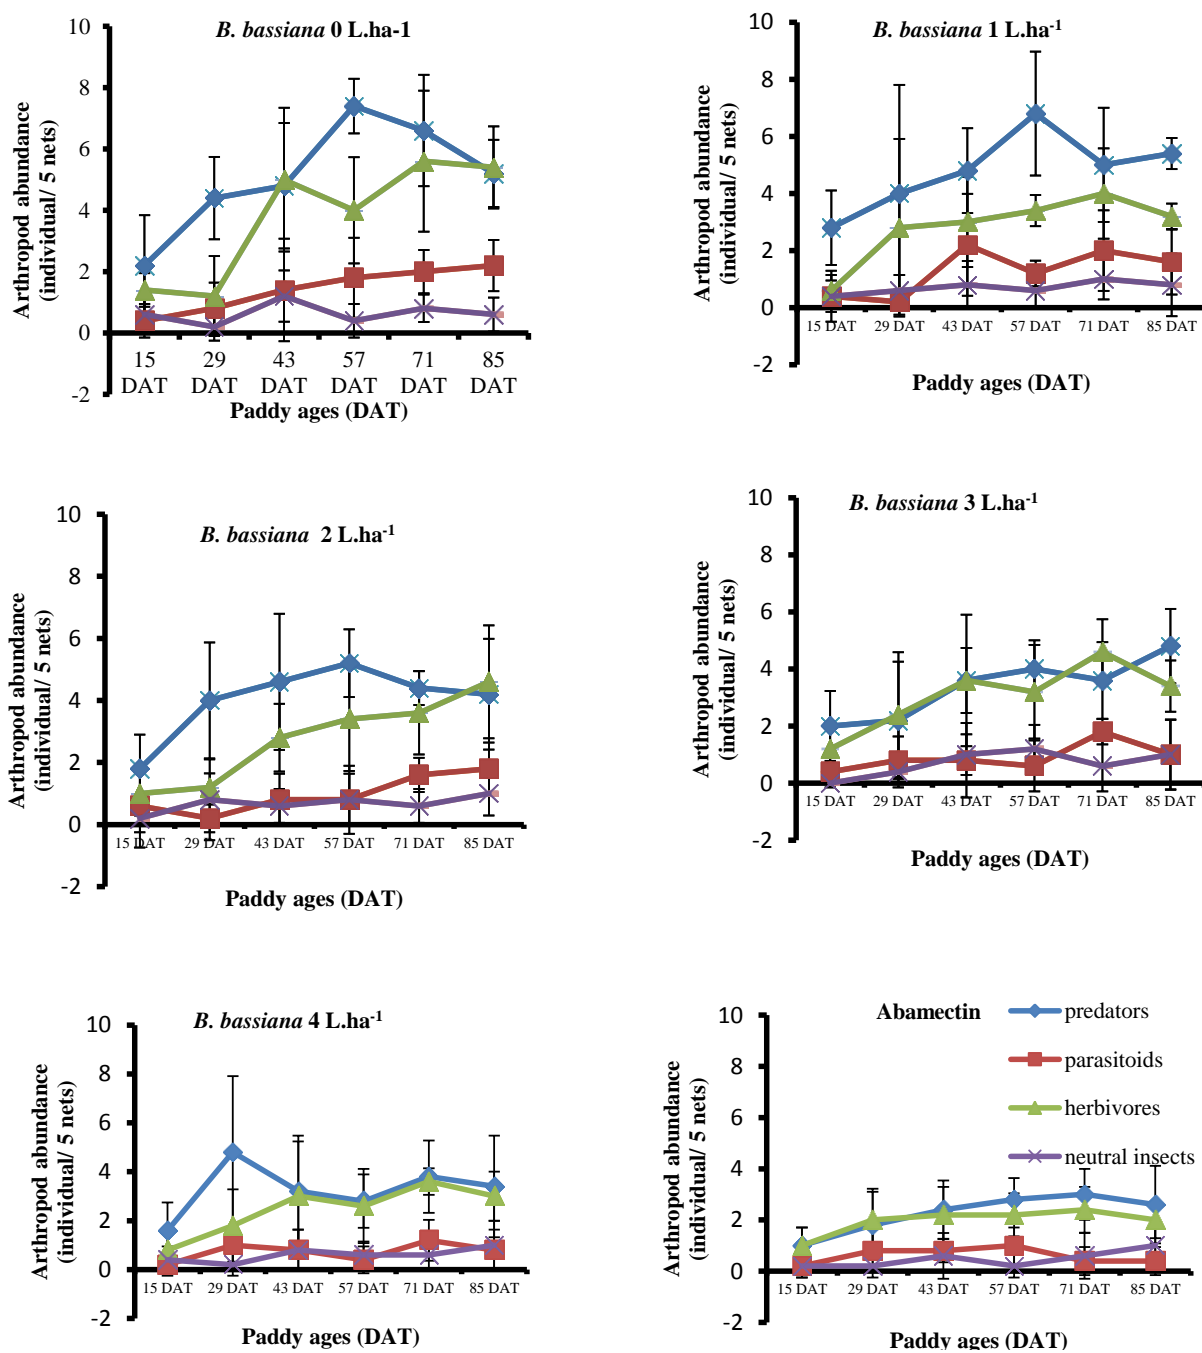 B. bassiana 0 L.ha-1
Arthropod abundance
(individual/ 5 nets)
10
8
6
4
2
0
-2
15 DAT
29 DAT
43 DAT
57 DAT
71 DAT
85 DAT
Paddy ages (DAT)
B. bassiana 1 L.ha-1
Arthropod abundance
(individual/ 5 nets)
10
8
6
4
2
0
-2
15 DAT 29 DAT 43 DAT 57 DAT 71 DAT 85 DAT
Paddy ages (DAT)
B. bassiana 2 L.ha-1
Arthropod abundance
(individual/ 5 nets)
10
8
6
4
2
0
-2
15 DAT 29 DAT 43 DAT 57 DAT 71 DAT 85 DAT
Paddy ages (DAT)
B. bassiana 3 L.ha-1
Arthropod abundance
(individual/ 5 nets)
10
8
6
4
2
0
-2
15 DAT 29 DAT 43 DAT 57 DAT 71 DAT 85 DAT
Paddy ages (DAT)
B. bassiana 4 L.ha-1
Arthropod abundance
(individual/ 5 nets)
10
8
6
4
2
0
-2
15 DAT 29 DAT 43 DAT 57 DAT 71 DAT 85 DAT
Paddy ages (DAT)
Abamectin
predators
parasitoids
herbivores
neutral insects
Arthropod abundance
(individual/ 5 nets)
10
8
6
4
2
0
-2
15 DAT 29 DAT 43 DAT 57 DAT 71 DAT 85 DAT
Paddy ages (DAT)